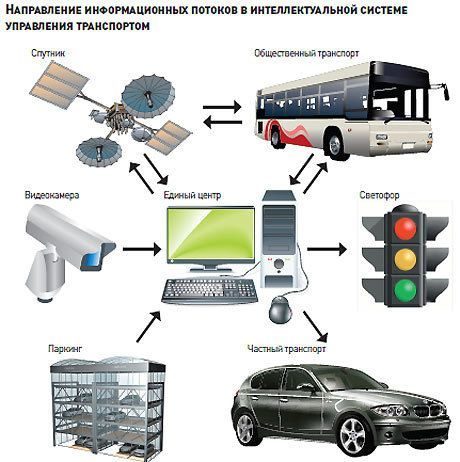 Направление информационных потоков в интеллектуальной системе
управления транспортом
Спутник
Общественный транспорт
Видеокамера
Единый центр
Светофор
Паркинг
Частный транспорт